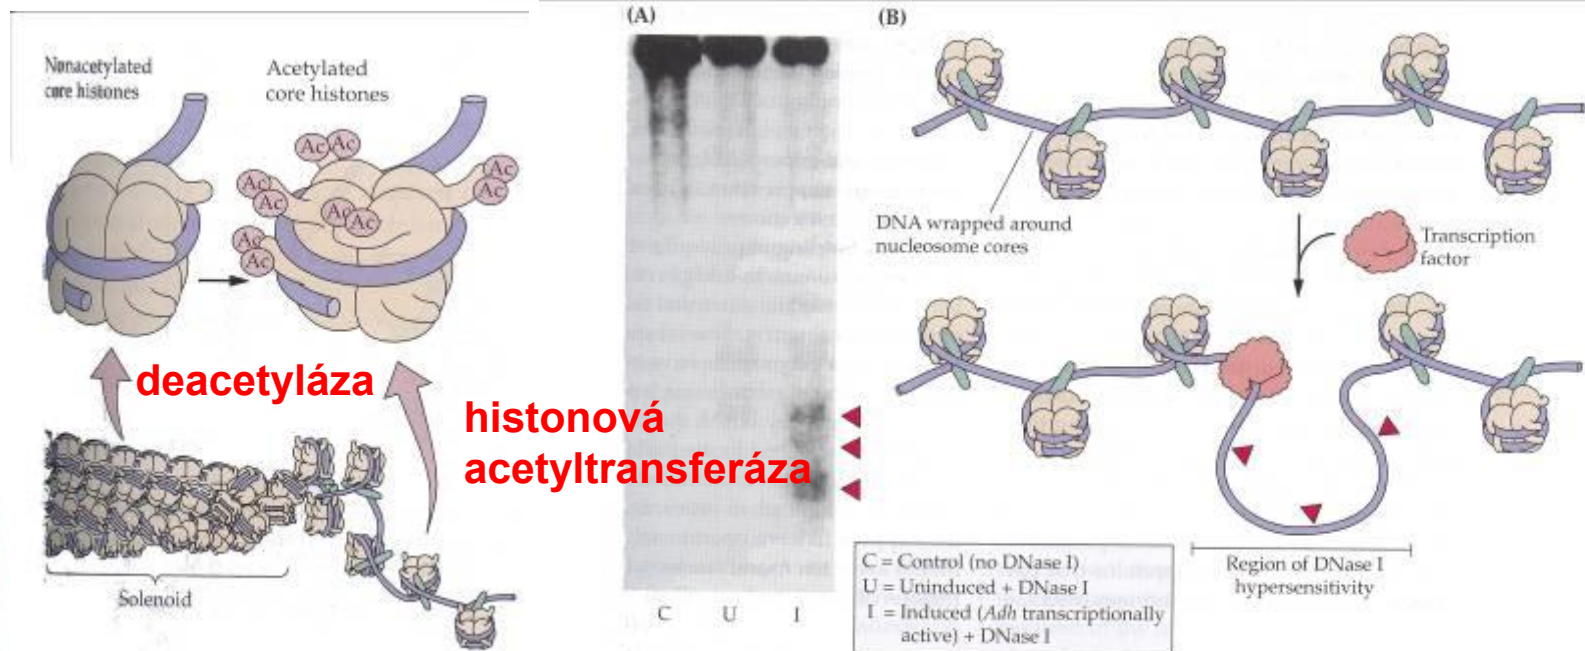 Nonacetylated
core histones
Acetylated
core histones
Ac Ac
Ac
Ac
Ac
Ac
Ac Ac
Ac
Ac
deacetyláza
histonová
acetyltransferáza
Solenoid
(A)
C U I
(B)
DNA wrapped around
nucleosome cores
Transcription
factor
Region of DNase I
hypersensitivity
C = Control (no DNase I)
U = Uninduced + DNase I
I = Induced (Adh transcriptionally
active) + DNase I